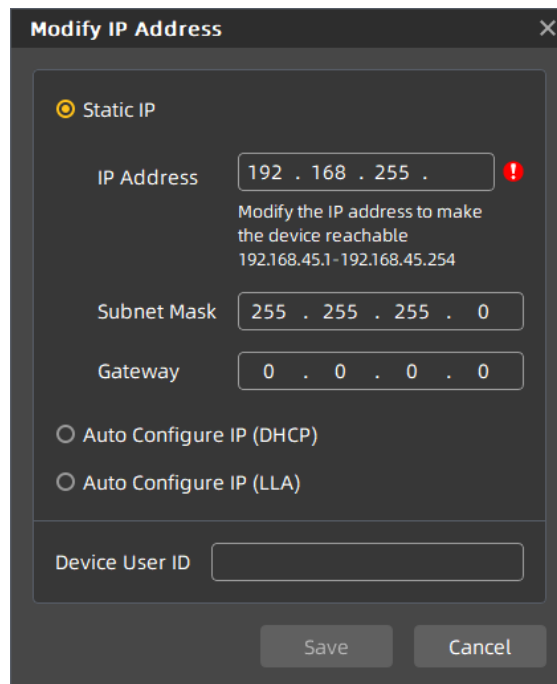 Modify IP Address
Static IP
IP Address 192 . 168 . 255 .
Modify the IP address to make
the device reachable
192.168.45.1-192.168.45.254
Subnet Mask 255 . 255 . 255 . 0
Gateway 0 . 0 . 0 . 0
Auto Configure IP (DHCP)
Auto Configure IP (LLA)
Device User ID
Save Cancel